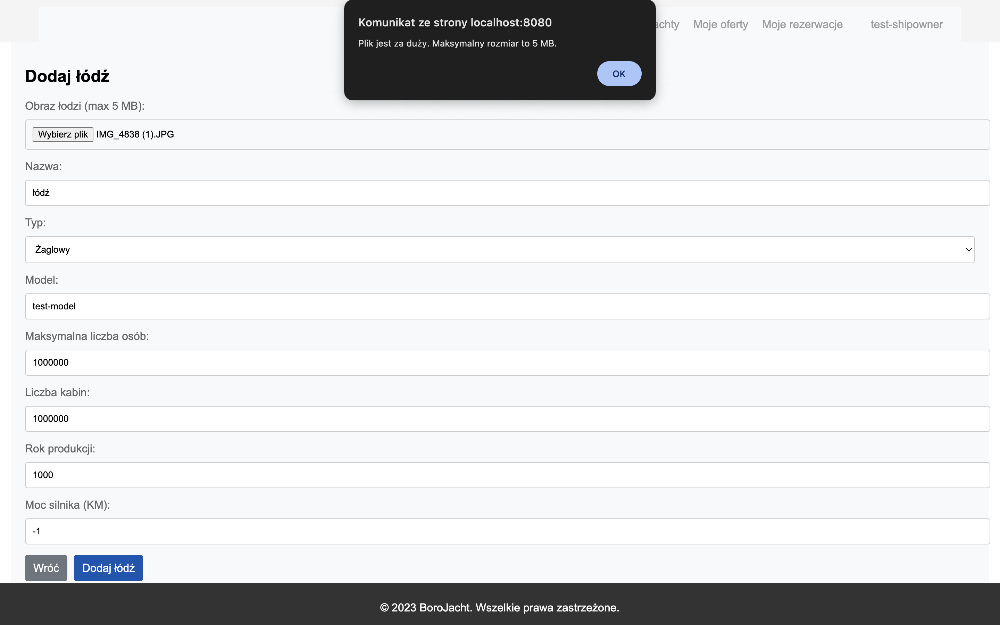 Komunikat ze strony localhost:8080
Plik jest za duży. Maksymalny rozmiar to 5 MB.
OK
Moje oferty Moje rezerwacje test-shipowner
Dodaj łódź
Obraz łodzi (max 5 MB):
Wybierz plik IMG_4838 (1).JPG
Nazwa:
łódź
Typ:
Żaglowy
Model:
test-model
Maksymalna liczba osób:
1000000
Liczba kabin:
1000000
Rok produkcji:
1000
Moc silnika (KM):
-1
Wróć Dodaj łódź
© 2023 BoroJacht. Wszelkie prawa zastrzeżone.